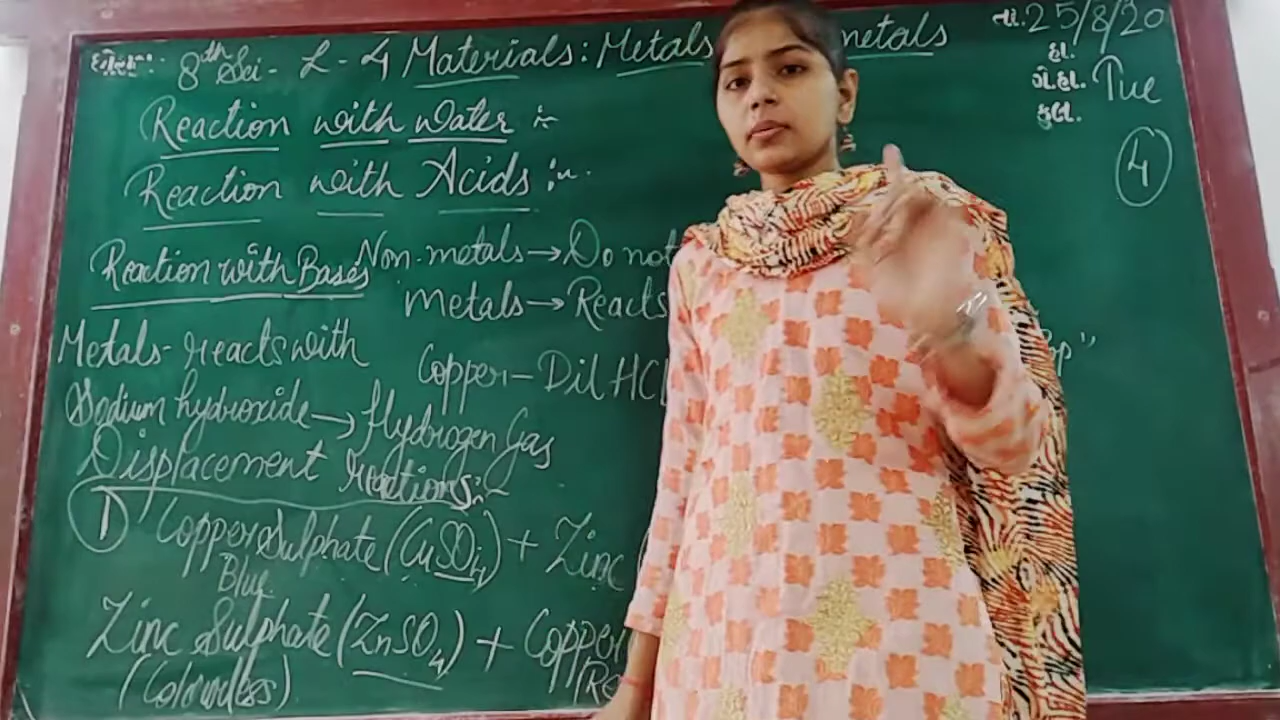 8th Sci - L - 4 Materials: Metals metals
તા. 25/8/20
હા.
ગે.હા. Tue
કુલ.
4
Reaction with Water :-
Reaction with Acids :-
Reaction with Bases
Non-metals → Do not
Metals → Reacts
Metals - reacts with
Copper - Dil HCl
Sodium hydroxide → Hydrogen Gas
Displacement reactions :-
① Copper Sulphate (CuSO4) + Zinc
Blue
Zinc Sulphate (ZnSO4) + Copper
(Colourless) (Re